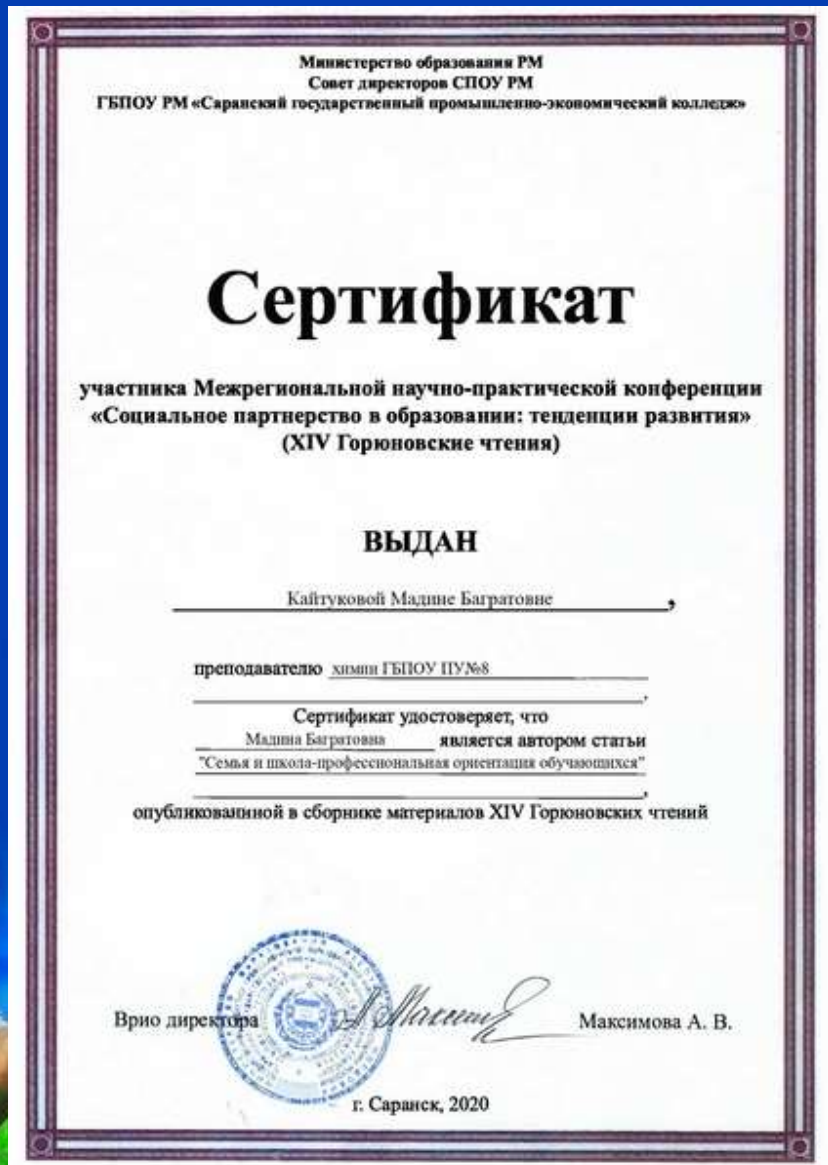 Министерство образования РМ
Совет директоров СПОУ РМ
ГБПОУ РМ «Саранский государственный промышленно-экономический колледж»
Сертификат
участника Межрегиональной научно-практической конференции
«Социальное партнерство в образовании: тенденции развития»
(XIV Горюновские чтения)
ВЫДАН
Кайтуковой Мадине Багратовне,
преподавателю химии ГБПОУ ПУ№8
,
Сертификат удостоверяет, что
Мадина Багратовна является автором статьи
"Семья и школа-профессиональная ориентация обучающихся"
,
опубликованной в сборнике материалов XIV Горюновских чтений
Врио директора Максимова А. В.
г. Саранск, 2020